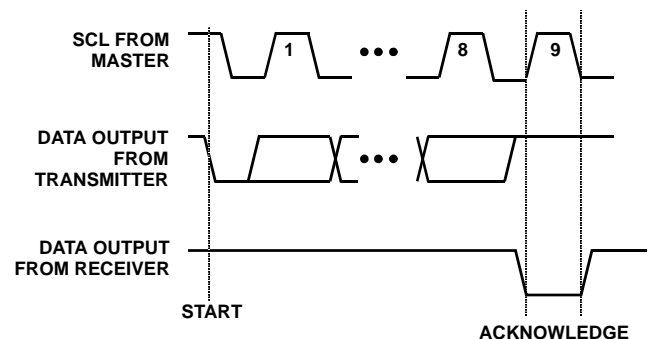 SCL FROM
MASTER
1
8
9
DATA OUTPUT
FROM
TRANSMITTER
DATA OUTPUT
FROM RECEIVER
START
ACKNOWLEDGE